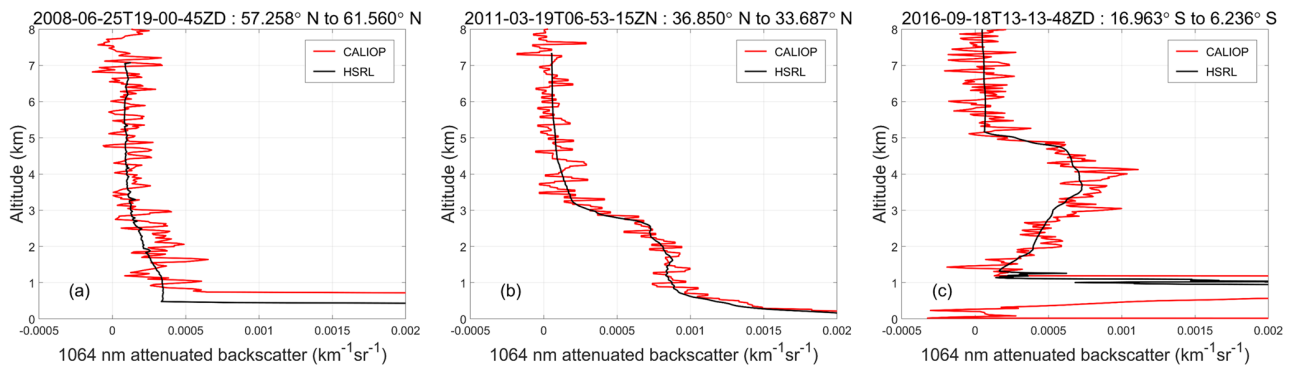 2008-06-25T19-00-45ZD : 57.258° N to 61.560° N
8
7
6
5
4
3
2
1
0
Altitude (km)
CALIOP
HSRL
(a)
-0.0005
0
0.0005
0.001
0.0015
0.002
1064 nm attenuated backscatter (km⁻¹sr⁻¹)
2011-03-19T06-53-15ZN : 36.850° N to 33.687° N
8
7
6
5
4
3
2
1
0
Altitude (km)
CALIOP
HSRL
(b)
-0.0005
0
0.0005
0.001
0.0015
0.002
1064 nm attenuated backscatter (km⁻¹sr⁻¹)
2016-09-18T13-13-48ZD : 16.963° S to 6.236° S
8
7
6
5
4
3
2
1
0
Altitude (km)
CALIOP
HSRL
(c)
-0.0005
0
0.0005
0.001
0.0015
0.002
1064 nm attenuated backscatter (km⁻¹sr⁻¹)